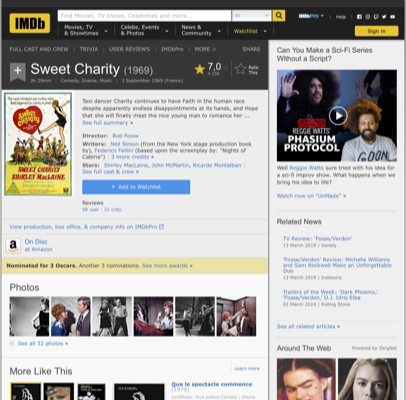 IMDb
Find Movies, TV shows, Celebrities and more...
All
IMDbPro
Help
Movies, TV & Showtimes
Celebs, Events & Photos
News & Community
Watchlist
Sign in
FULL CAST AND CREW | TRIVIA | USER REVIEWS | IMDbPro | MORE
SHARE
Sweet Charity (1969)
7,0
Rate This
2h 29min | Comedy, Drama, Music | 3 September 1969 (France)
Taxi dancer Charity continues to have Faith in the human race
despite apparently endless disappointments at its hands, and Hope
that she will finally meet the nice young man to romance her ...
See full summary »
Director: Bob Fosse
Writers: Neil Simon (from the New York stage production book
by), Federico Fellini (based upon the screenplay by: "Nights of
Cabiria") | 3 more credits »
Stars: Shirley MacLaine, John McMartin, Ricardo Montalban |
See full cast & crew »
+ Add to Watchlist
Reviews
68 user | 21 critic
SWEET CHARITY
SHIRLEY MacLAINE
View production, box office, & company info on IMDbPro
On Disc
at Amazon
Nominated for 3 Oscars. Another 3 nominations. See more awards »
Photos
See all 32 photos »
More Like This
Learn more
Que le spectacle commence
(1979)
Can You Make a Sci-Fi Series
Without a Script?
REGGIE WATTS'
PHASIUM
PROTOCOL
Well Reggie Watts sure tried with his idea for
a sci-fi improv show. What happens when we
bring his idea to life?
Watch now on "UnMade" »
Related News
TV Review: 'Fosse/Verdon'
13 March 2019 | Variety
'Fosse/Verdon' Review: Michelle Williams
and Sam Rockwell Make an Unforgettable
Duo
13 March 2019 | Indiewire
Trailers of the Week: 'Dark Phoenix,'
'Fosse/Verdon,' D.J. Idris Elba
02 March 2019 | Rolling Stone
See all related articles »
Around The Web
Powered by ZergNet